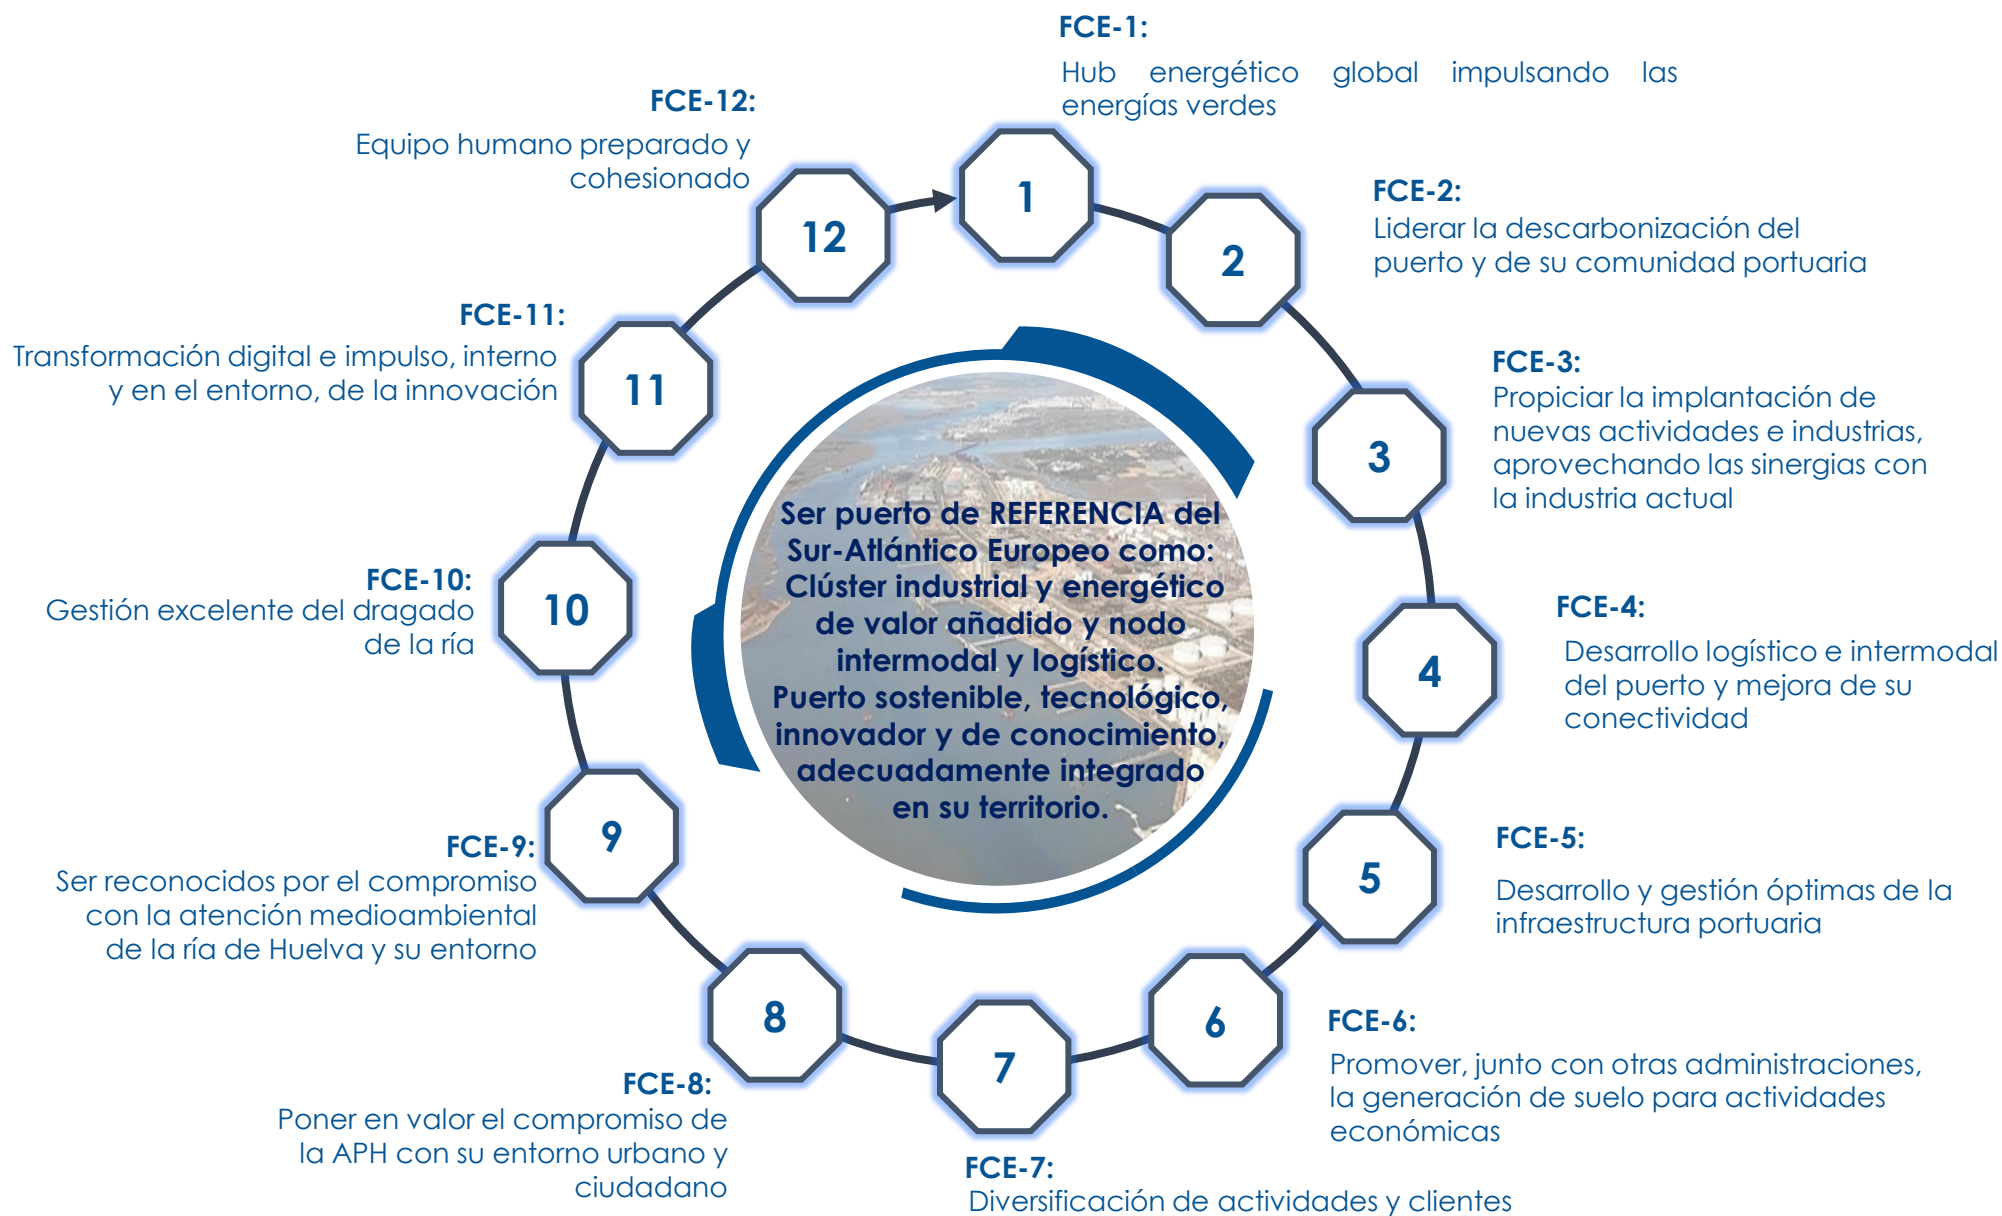 FCE-1:
Hub energético global impulsando las
energías verdes
1
FCE-2:
Liderar la descarbonización del
puerto y de su comunidad portuaria
2
FCE-3:
Propiciar la implantación de
nuevas actividades e industrias,
aprovechando las sinergias con
la industria actual
3
FCE-4:
Desarrollo logístico e intermodal
del puerto y mejora de su
conectividad
4
FCE-5:
Desarrollo y gestión óptimas de la
infraestructura portuaria
5
FCE-6:
Promover, junto con otras administraciones,
la generación de suelo para actividades
económicas
6
7
FCE-7:
Diversificación de actividades y clientes
8
FCE-8:
Poner en valor el compromiso de
la APH con su entorno urbano y
ciudadano
9
FCE-9:
Ser reconocidos por el compromiso
con la atención medioambiental
de la ría de Huelva y su entorno
10
FCE-10:
Gestión excelente del dragado
de la ría
11
FCE-11:
Transformación digital e impulso, interno
y en el entorno, de la innovación
12
FCE-12:
Equipo humano preparado y
cohesionado
Ser puerto de REFERENCIA del
Sur-Atlántico Europeo como:
Clúster industrial y energético
de valor añadido y nodo
intermodal y logístico.
Puerto sostenible, tecnológico,
innovador y de conocimiento,
adecuadamente integrado
en su territorio.